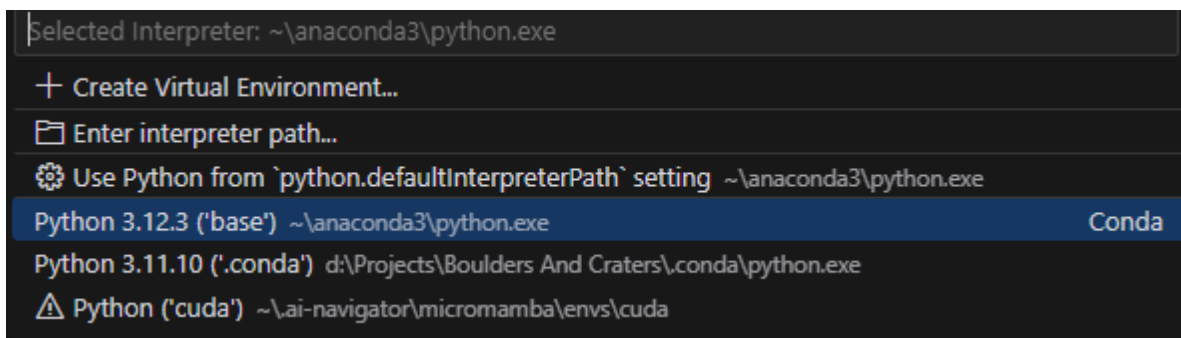 Selected Interpreter: ~\anaconda3\python.exe
Create Virtual Environment...
Enter interpreter path...
Use Python from `python.defaultInterpreterPath` setting ~\anaconda3\python.exe
Python 3.12.3 ('base') ~\anaconda3\python.exe Conda
Python 3.11.10 ('.conda') d:\Projects\Boulders And Craters\.conda\python.exe
Python ('cuda') ~\.ai-navigator\micromamba\envs\cuda